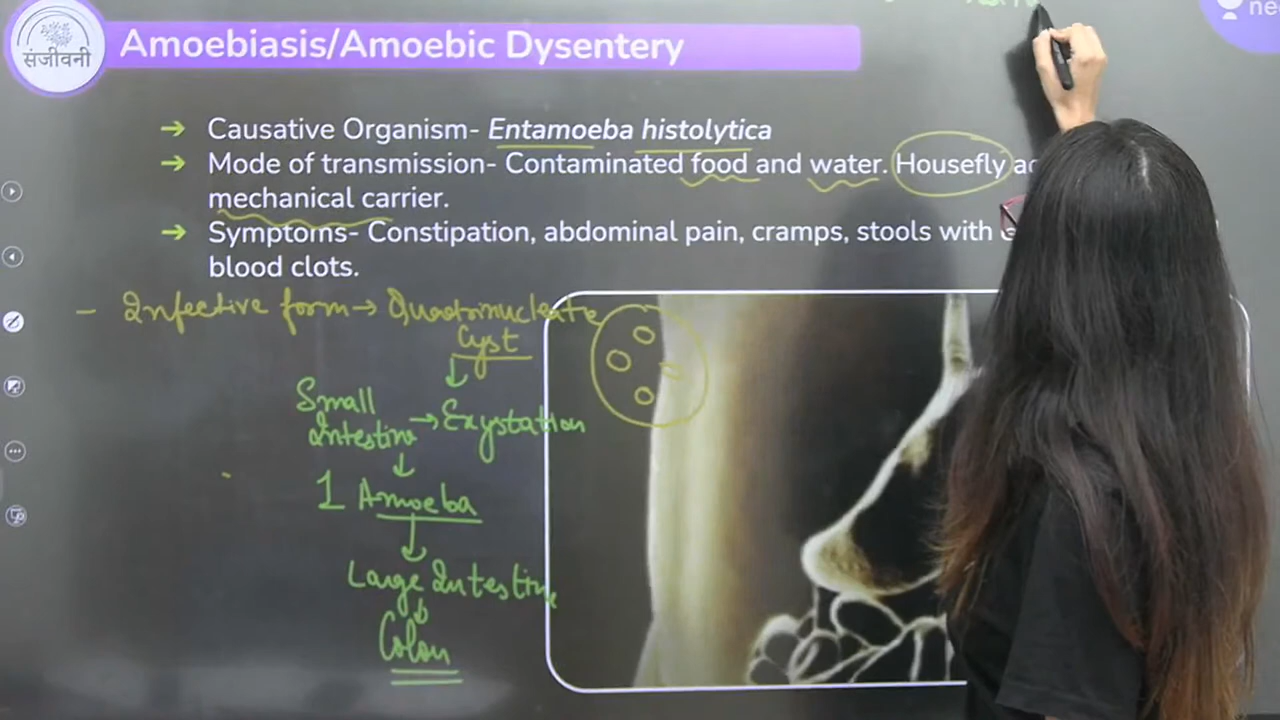 संजीवनी
Amoebiasis/Amoebic Dysentery
➔ Causative Organism- Entamoeba histolytica
➔ Mode of transmission- Contaminated food and water. Housefly
mechanical carrier.
➔ Symptoms- Constipation, abdominal pain, cramps, stools with
blood clots.
- Infective form → Quadrinucleate
Cyst
Small
Intestine → Exystation
1 Amoeba
Large Intestine
Colon